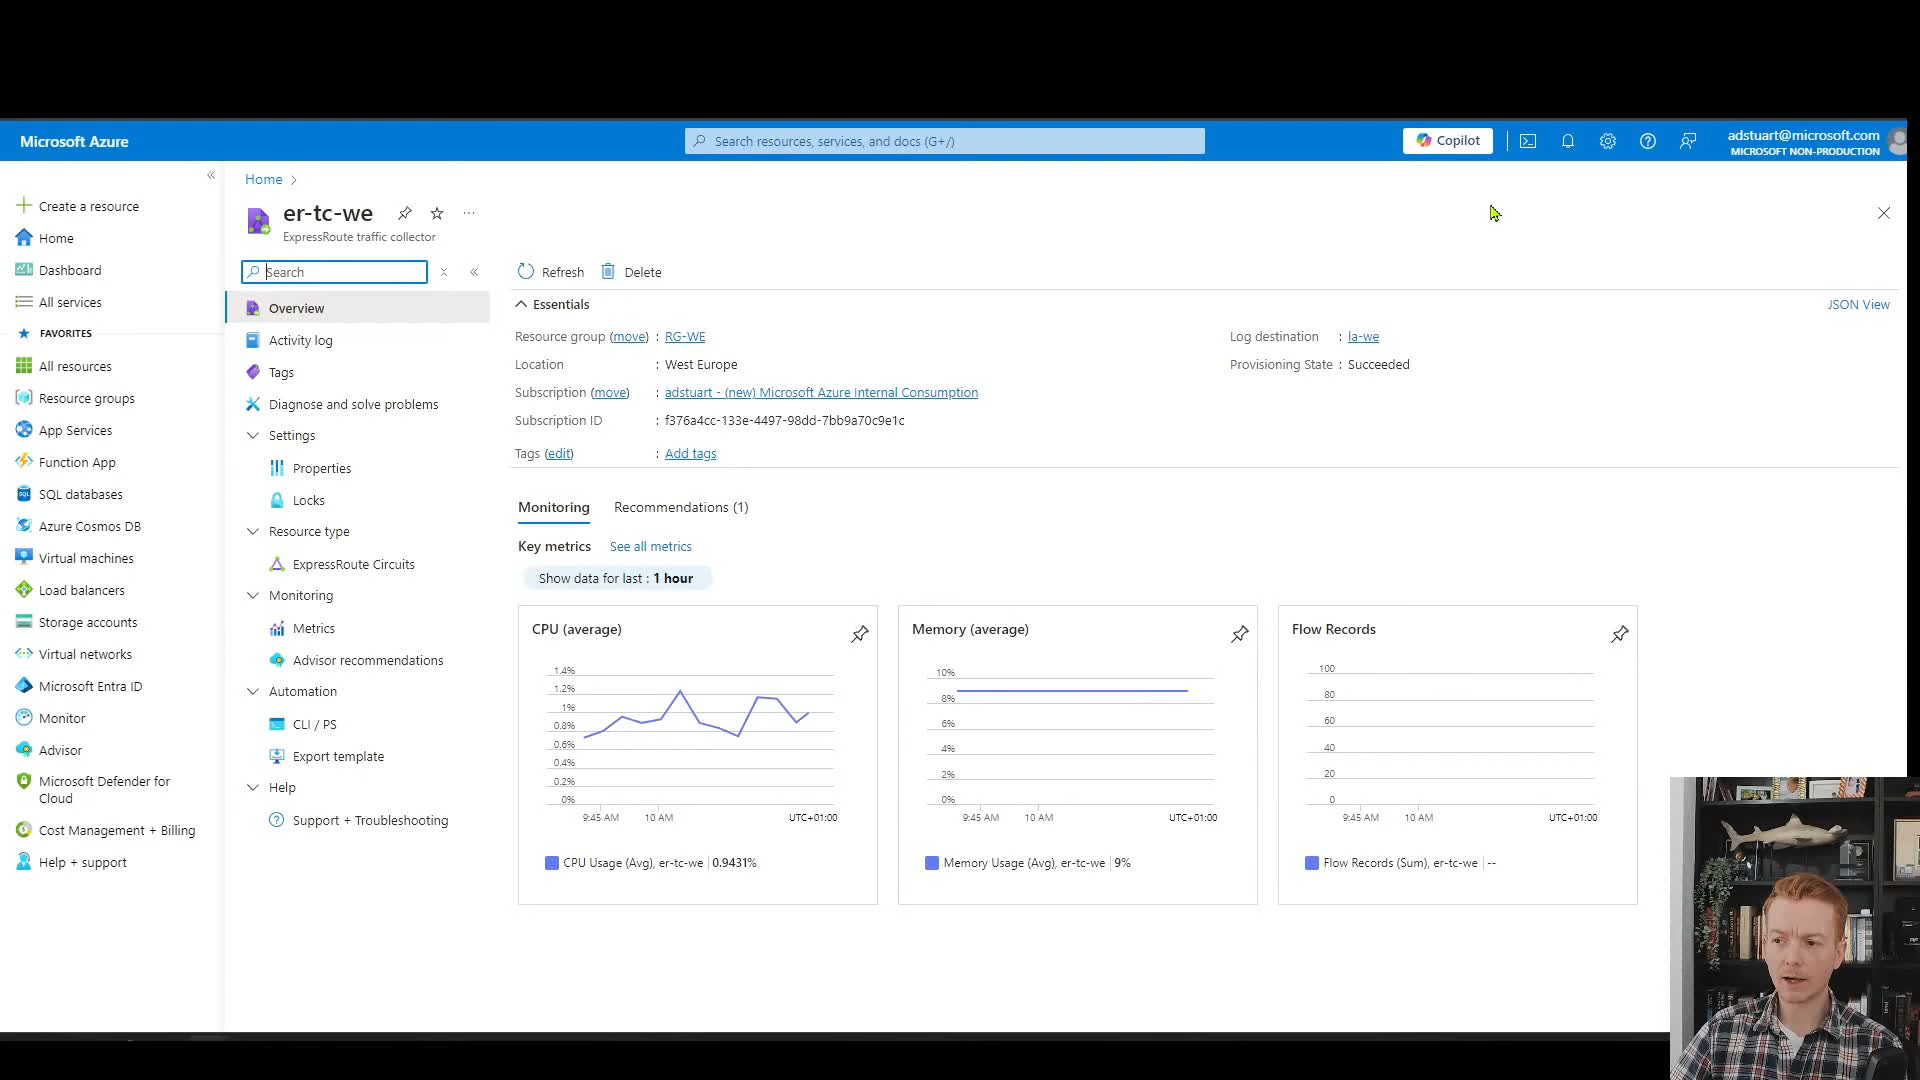 Microsoft Azure
Search resources, services, and docs (G+/)
Copilot
adstuart@microsoft.com
MICROSOFT NON-PRODUCTION
Create a resource
Home
Dashboard
All services
FAVORITES
All resources
Resource groups
App Services
Function App
SQL databases
Azure Cosmos DB
Virtual machines
Load balancers
Storage accounts
Virtual networks
Microsoft Entra ID
Monitor
Advisor
Microsoft Defender for
Cloud
Cost Management + Billing
Help + support
Home
er-tc-we
ExpressRoute traffic collector
Search
Overview
Activity log
Tags
Diagnose and solve problems
Settings
Properties
Locks
Resource type
ExpressRoute Circuits
Monitoring
Metrics
Advisor recommendations
Automation
CLI / PS
Export template
Help
Support + Troubleshooting
Refresh
Delete
Essentials
JSON View
Resource group (move) : RG-WE
Location : West Europe
Subscription (move) : adstuart - (new) Microsoft Azure Internal Consumption
Subscription ID : f376a4cc-133e-4497-98dd-7bb9a70c9e1c
Tags (edit) : Add tags
Log destination : la-we
Provisioning State : Succeeded
Monitoring
Recommendations (1)
Key metrics
See all metrics
Show data for last : 1 hour
CPU (average)
1.4%
1.2%
1%
0.8%
0.6%
0.4%
0.2%
0%
9:45 AM
10 AM
UTC+01:00
CPU Usage (Avg), er-tc-we | 0.9431%
Memory (average)
10%
8%
6%
4%
2%
0%
9:45 AM
10 AM
UTC+01:00
Memory Usage (Avg), er-tc-we | 9%
Flow Records
100
80
60
40
20
0
9:45 AM
10 AM
UTC+01:00
Flow Records (Sum), er-tc-we | --